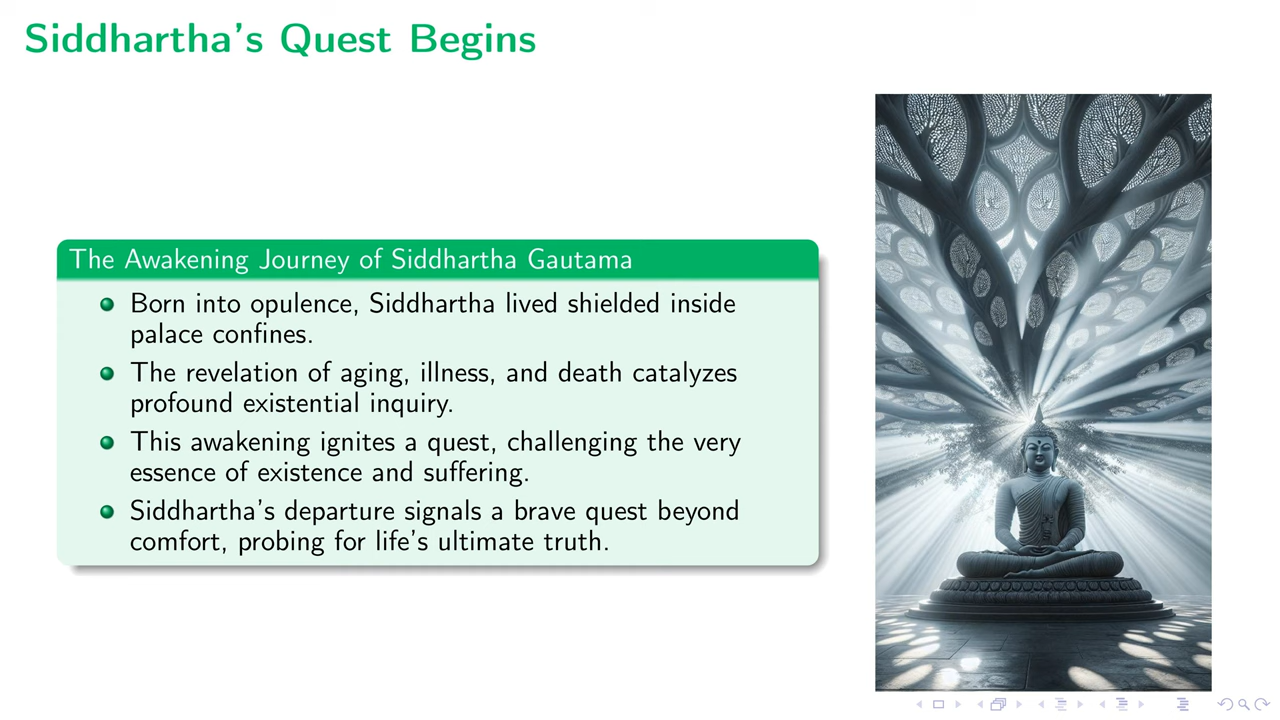 Siddhartha's Quest Begins
The Awakening Journey of Siddhartha Gautama
Born into opulence, Siddhartha lived shielded inside
palace confines.
The revelation of aging, illness, and death catalyzes
profound existential inquiry.
This awakening ignites a quest, challenging the very
essence of existence and suffering.
Siddhartha's departure signals a brave quest beyond
comfort, probing for life's ultimate truth.